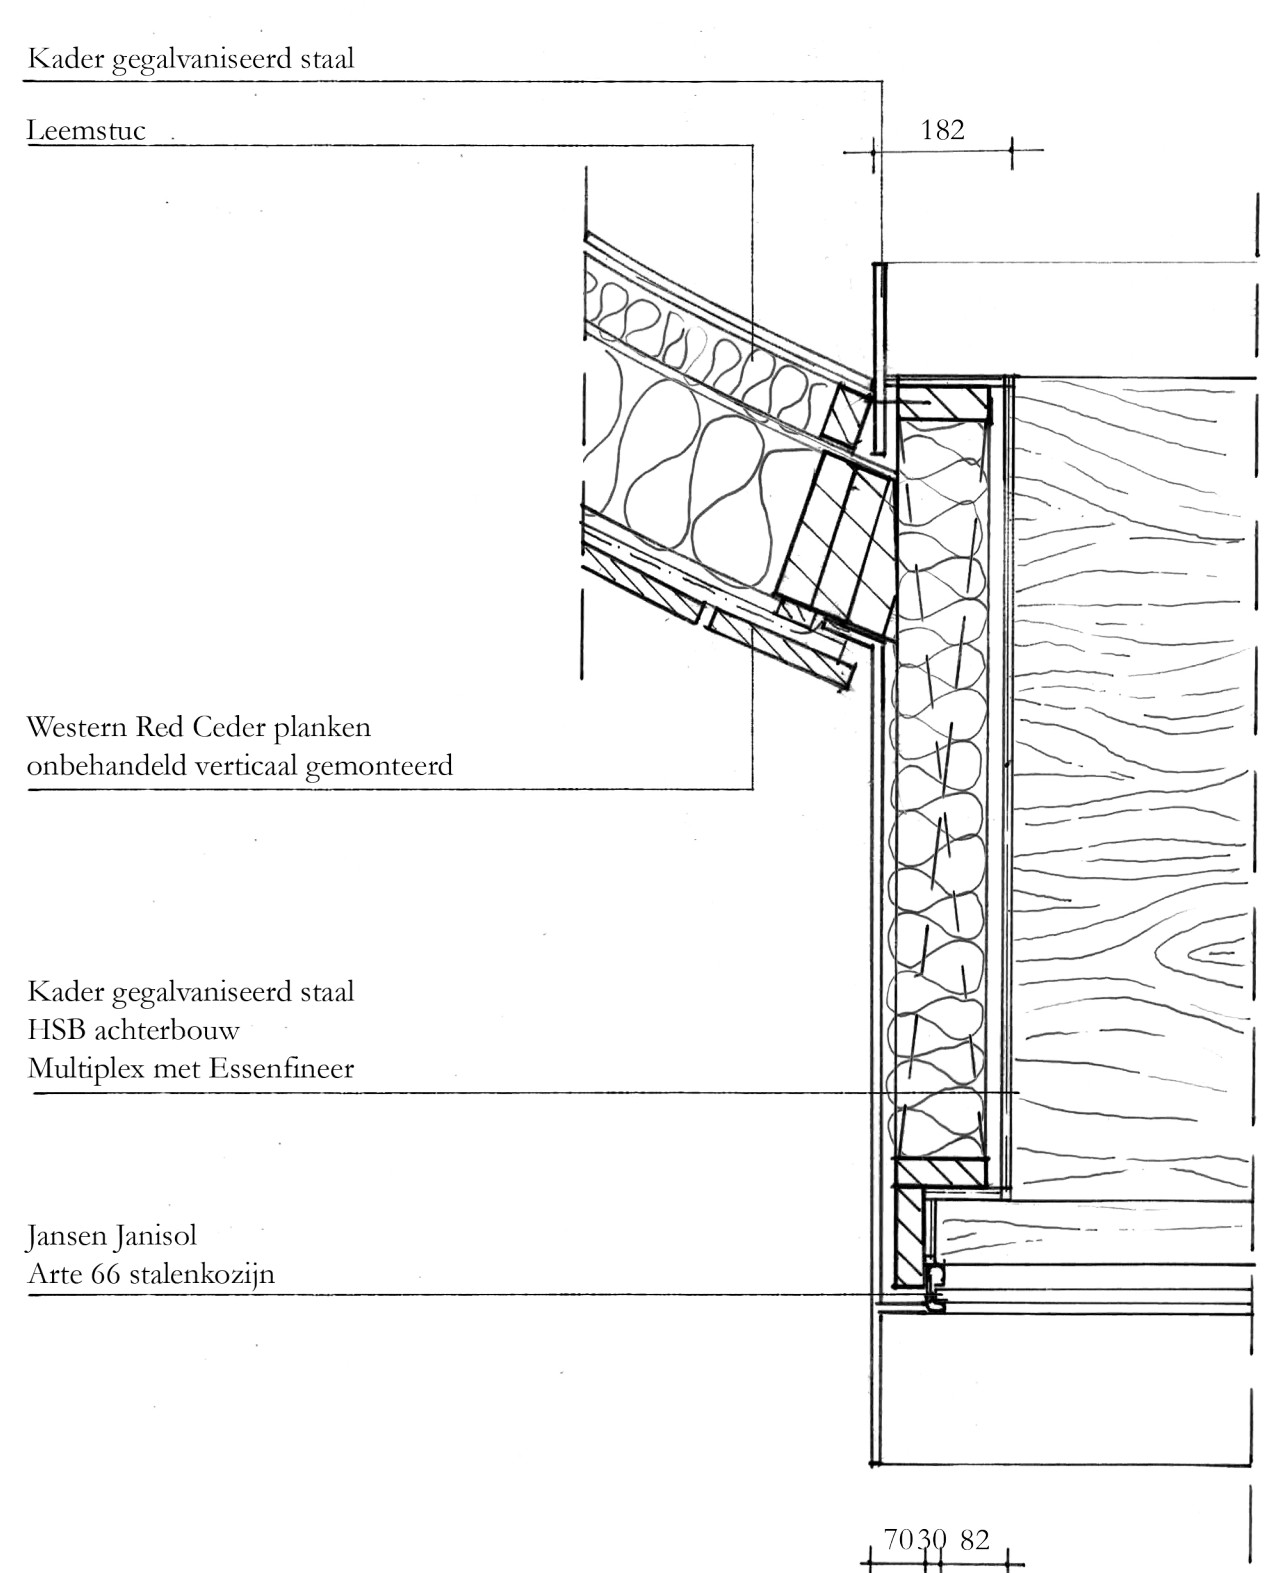 Kader gegalvaniseerd staal
Leemstuc
182
Western Red Ceder planken
onbehandeld verticaal gemonteerd
Kader gegalvaniseerd staal
HSB achterbouw
Multiplex met Essenfineer
Jansen Janisol
Arte 66 stalenkozijn
70 30 82